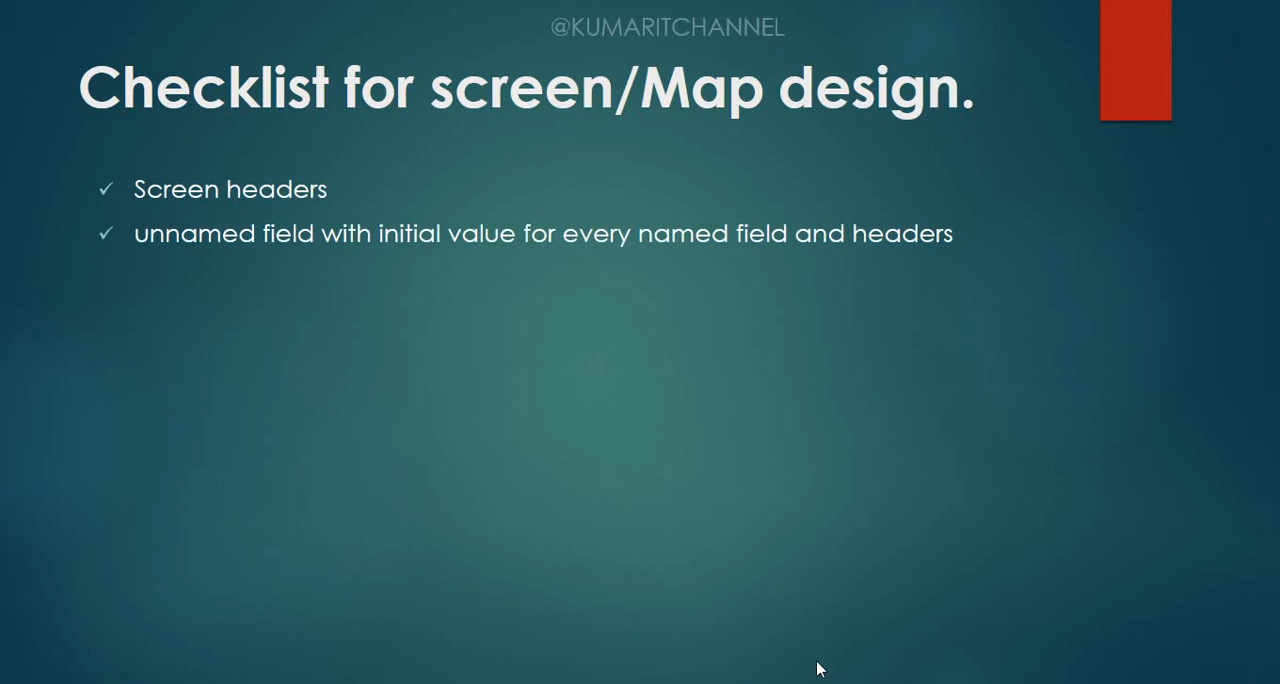 @KUMARITCHANNEL
Checklist for screen/Map design.
Screen headers
unnamed field with initial value for every named field and headers